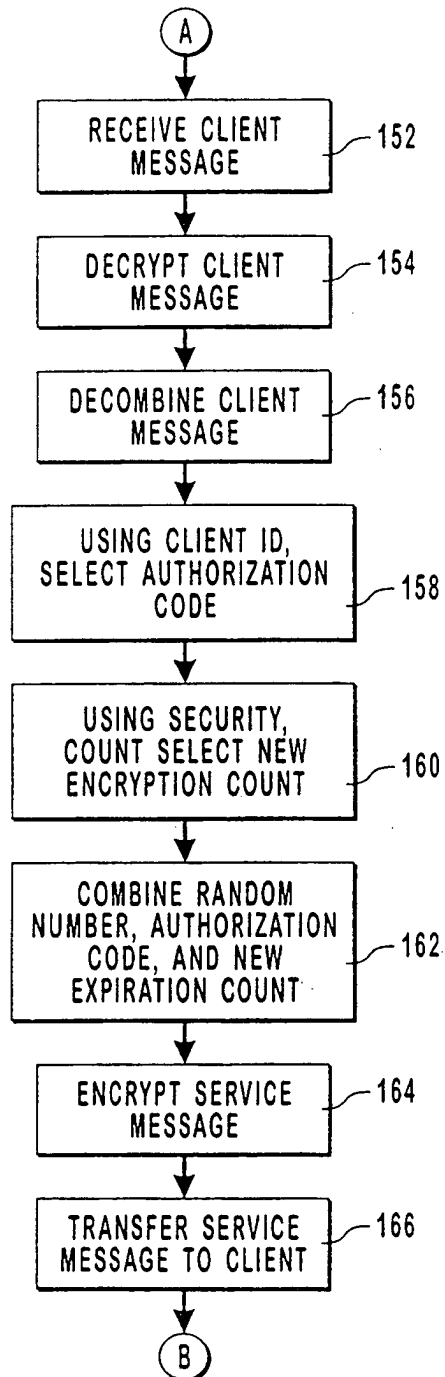 A
RECEIVE CLIENT
MESSAGE
152
DECRYPT CLIENT
MESSAGE
154
DECOMBINE CLIENT
MESSAGE
156
USING CLIENT ID,
SELECT AUTHORIZATION
CODE
158
USING SECURITY,
COUNT SELECT NEW
ENCRYPTION COUNT
160
COMBINE RANDOM
NUMBER, AUTHORIZATION
CODE, AND NEW
EXPIRATION COUNT
162
ENCRYPT SERVICE
MESSAGE
164
TRANSFER SERVICE
MESSAGE TO CLIENT
166
B